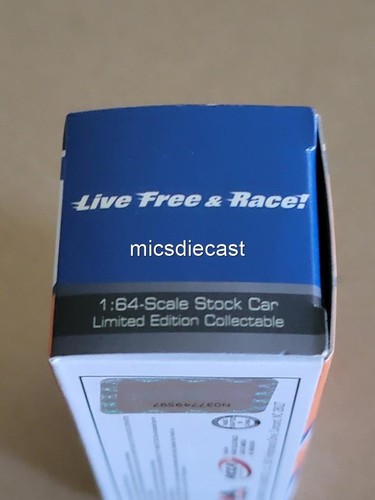 Live Free & Race!
micsdiecast
1:64-Scale Stock Car
Limited Edition Collectable